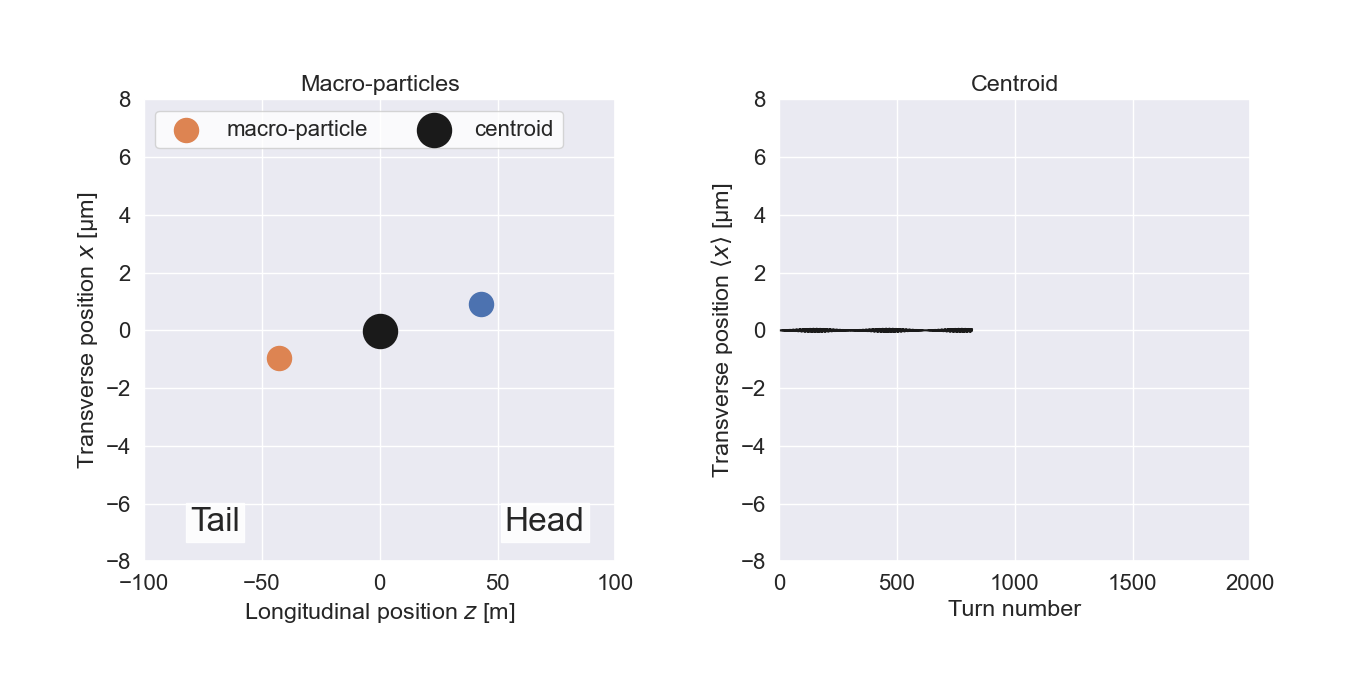 Macro-particles
macro-particle
centroid
8
6
4
2
0
−2
−4
−6
−8
Transverse position x [μm]
Tail
Head
−100
−50
0
50
100
Longitudinal position z [m]
Centroid
8
6
4
2
0
−2
−4
−6
−8
Transverse position ⟨x⟩ [μm]
0
500
1000
1500
2000
Turn number